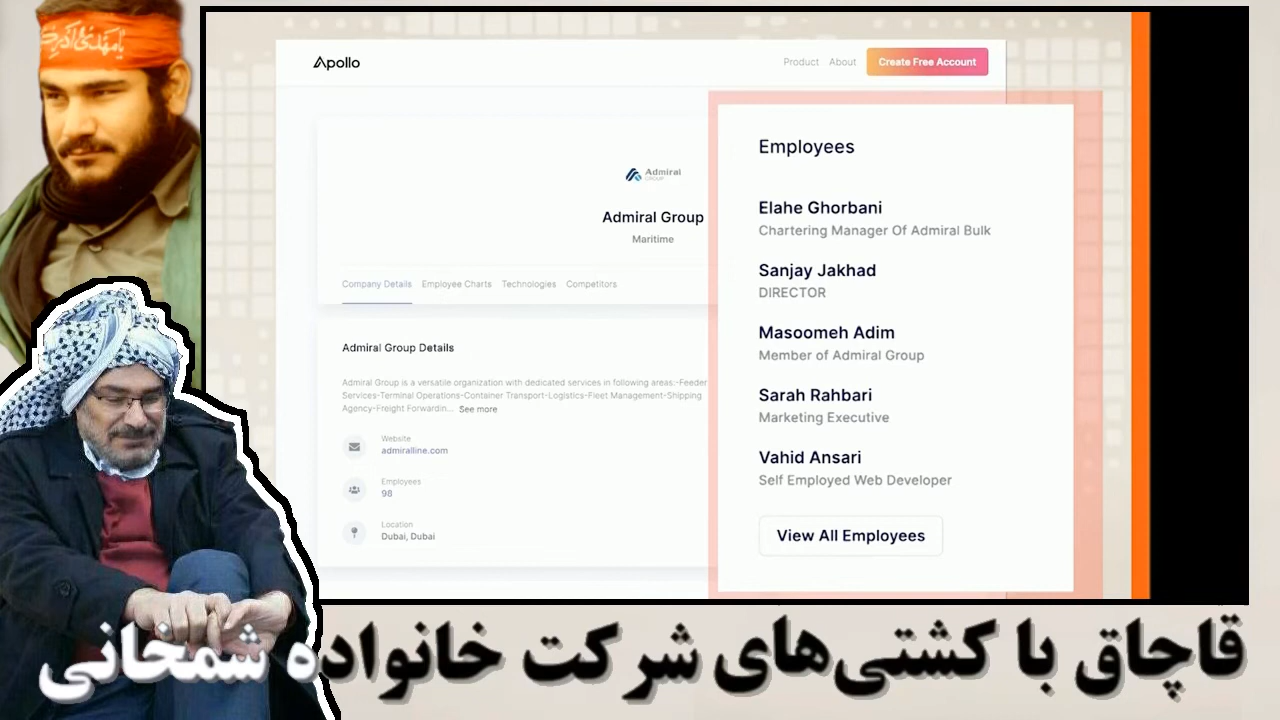 Apollo
Product About Create Free Account
Admiral
GROUP
Admiral Group
Maritime
Company Details Employee Charts Technologies Competitors
Admiral Group Details
Admiral Group is a versatile organization with dedicated services in following areas:-Feeder
Services-Terminal Operations-Container Transport-Logistics-Fleet Management-Shipping
Agency-Freight Forwardin... See more
Website
admiralline.com
Employees
98
Location
Dubai, Dubai
Employees
Elahe Ghorbani
Chartering Manager Of Admiral Bulk
Sanjay Jakhad
DIRECTOR
Masoomeh Adim
Member of Admiral Group
Sarah Rahbari
Marketing Executive
Vahid Ansari
Self Employed Web Developer
View All Employees
قاچاق با کشتی‌های شرکت خانواده شمخانی